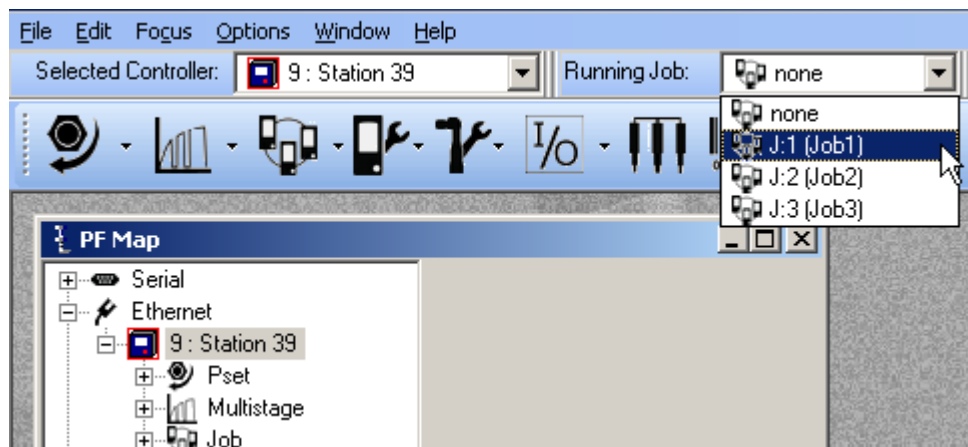 File Edit Focus Options Window Help
Selected Controller: 9 : Station 39 Running Job: none
none
J:1 (Job1)
J:2 (Job2)
J:3 (Job3)
I/O
PF Map
Serial
Ethernet
9 : Station 39
Pset
Multistage
Job